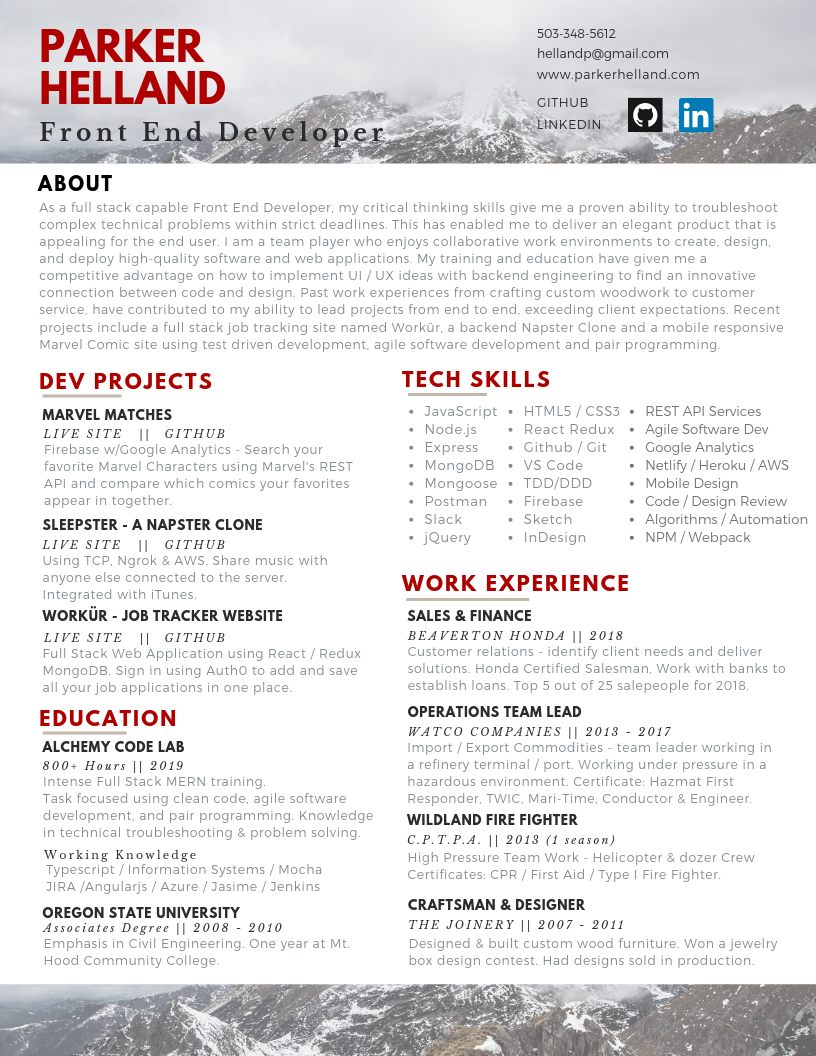 PARKER
HELLAND
Front End Developer
503-348-5612
hellandp@gmail.com
www.parkerhelland.com
GITHUB
LINKEDIN
in
ABOUT
As a full stack capable Front End Developer, my critical thinking skills give me a proven ability to troubleshoot
complex technical problems within strict deadlines. This has enabled me to deliver an elegant product that is
appealing for the end user. I am a team player who enjoys collaborative work environments to create, design,
and deploy high-quality software and web applications. My training and education have given me a
competitive advantage on how to implement UI / UX ideas with backend engineering to find an innovative
connection between code and design. Past work experiences from crafting custom woodwork to customer
service, have contributed to my ability to lead projects from end to end, exceeding client expectations. Recent
projects include a full stack job tracking site named Workür, a backend Napster Clone and a mobile responsive
Marvel Comic site using test driven development, agile software development and pair programming.
DEV PROJECTS
MARVEL MATCHES
LIVE SITE || GITHUB
Firebase w/Google Analytics - Search your
favorite Marvel Characters using Marvel's REST
API and compare which comics your favorites
appear in together.
SLEEPSTER - A NAPSTER CLONE
LIVE SITE || GITHUB
Using TCP, Ngrok & AWS. Share music with
anyone else connected to the server.
Integrated with iTunes.
WORKÜR - JOB TRACKER WEBSITE
LIVE SITE || GITHUB
Full Stack Web Application using React / Redux
MongoDB. Sign in using Auth0 to add and save
all your job applications in one place.
EDUCATION
ALCHEMY CODE LAB
800+ Hours || 2019
Intense Full Stack MERN training.
Task focused using clean code, agile software
development, and pair programming. Knowledge
in technical troubleshooting & problem solving.
Working Knowledge
Typescript / Information Systems / Mocha
JIRA /Angularjs / Azure / Jasime / Jenkins
OREGON STATE UNIVERSITY
Associates Degree || 2008 - 2010
Emphasis in Civil Engineering. One year at Mt.
Hood Community College.
TECH SKILLS
• JavaScript
• Node.js
• Express
• MongoDB
• Mongoose
• Postman
• Slack
• jQuery
• HTML5 / CSS3
• React Redux
• Github / Git
• VS Code
• TDD/DDD
• Firebase
• Sketch
• InDesign
• REST API Services
• Agile Software Dev
• Google Analytics
• Netlify / Heroku / AWS
• Mobile Design
• Code / Design Review
• Algorithms / Automation
• NPM / Webpack
WORK EXPERIENCE
SALES & FINANCE
BEAVERTON HONDA || 2018
Customer relations - identify client needs and deliver
solutions. Honda Certified Salesman, Work with banks to
establish loans. Top 5 out of 25 salepeople for 2018.
OPERATIONS TEAM LEAD
WATCO COMPANIES || 2013 - 2017
Import / Export Commodities - team leader working in
a refinery terminal / port. Working under pressure in a
hazardous environment. Certificate: Hazmat First
Responder, TWIC, Mari-Time, Conductor & Engineer.
WILDLAND FIRE FIGHTER
C.P.T.P.A. || 2013 (1 season)
High Pressure Team Work - Helicopter & dozer Crew
Certificates: CPR / First Aid / Type I Fire Fighter.
CRAFTSMAN & DESIGNER
THE JOINERY || 2007 - 2011
Designed & built custom wood furniture. Won a jewelry
box design contest. Had designs sold in production.